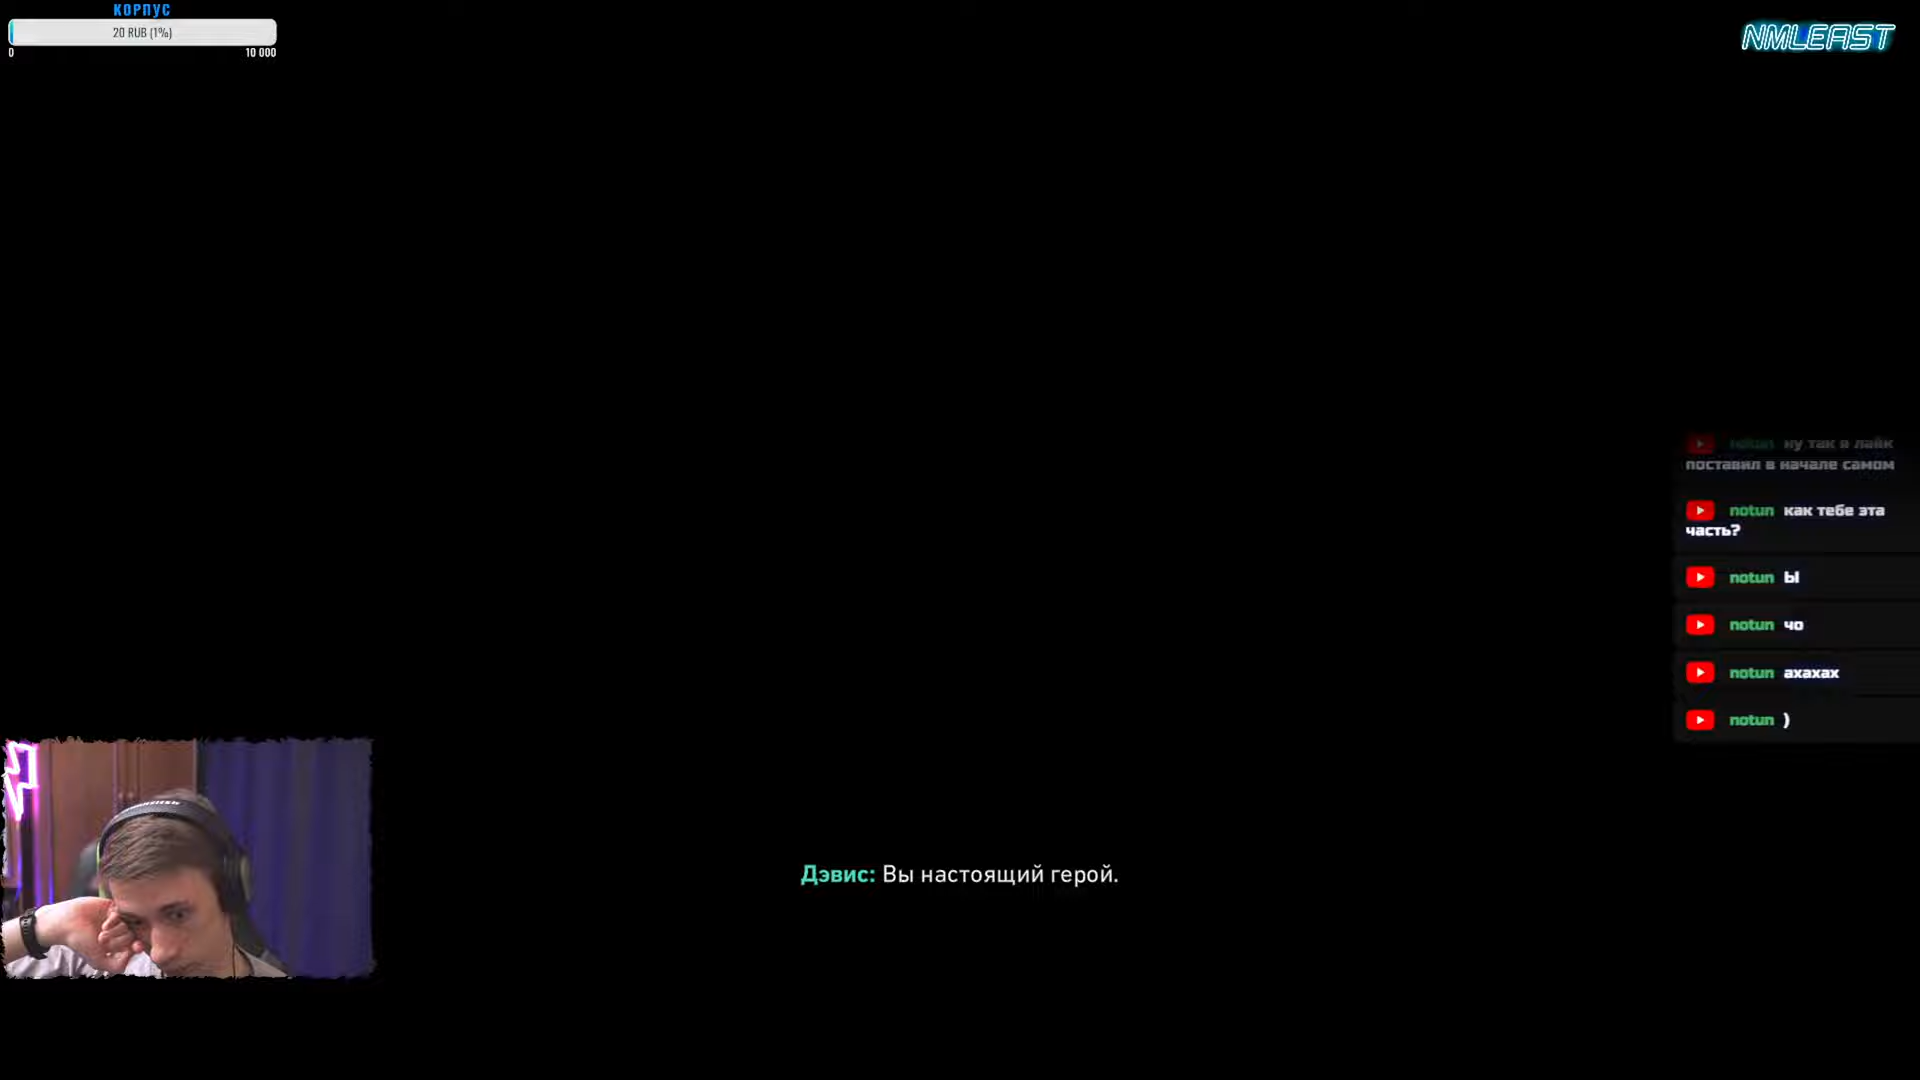 КОРПУС
20 RUB (1%)
0
10 000
NMLEAST
notun ну так я лайк
поставил в начале самом
notun как тебе эта
часть?
notun Ы
notun чо
notun ахахах
notun )
Дэвис: Вы настоящий герой.